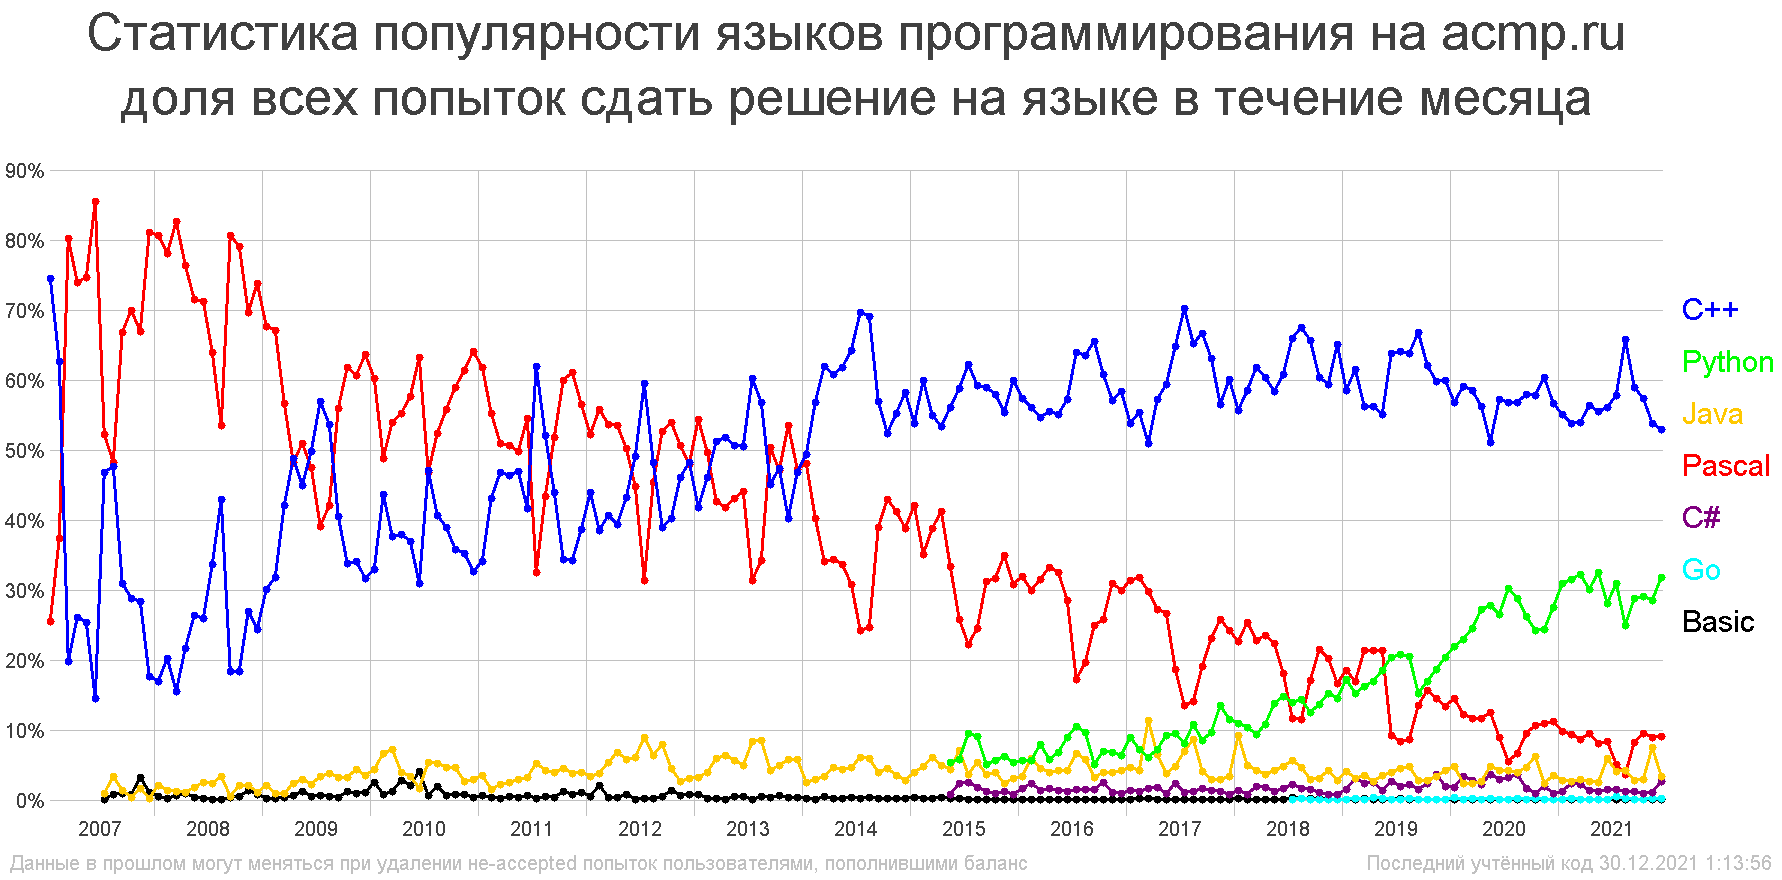 Статистика популярности языков программирования на acmp.ru
доля всех попыток сдать решение на языке в течение месяца
90%
80%
70%
60%
50%
40%
30%
20%
10%
0%
C++
Python
Java
Pascal
C#
Go
Basic
2007 2008 2009 2010 2011 2012 2013 2014 2015 2016 2017 2018 2019 2020 2021
Данные в прошлом могут меняться при удалении не-accepted попыток пользователями, пополнившими баланс
Последний учтённый код 30.12.2021 1:13:56